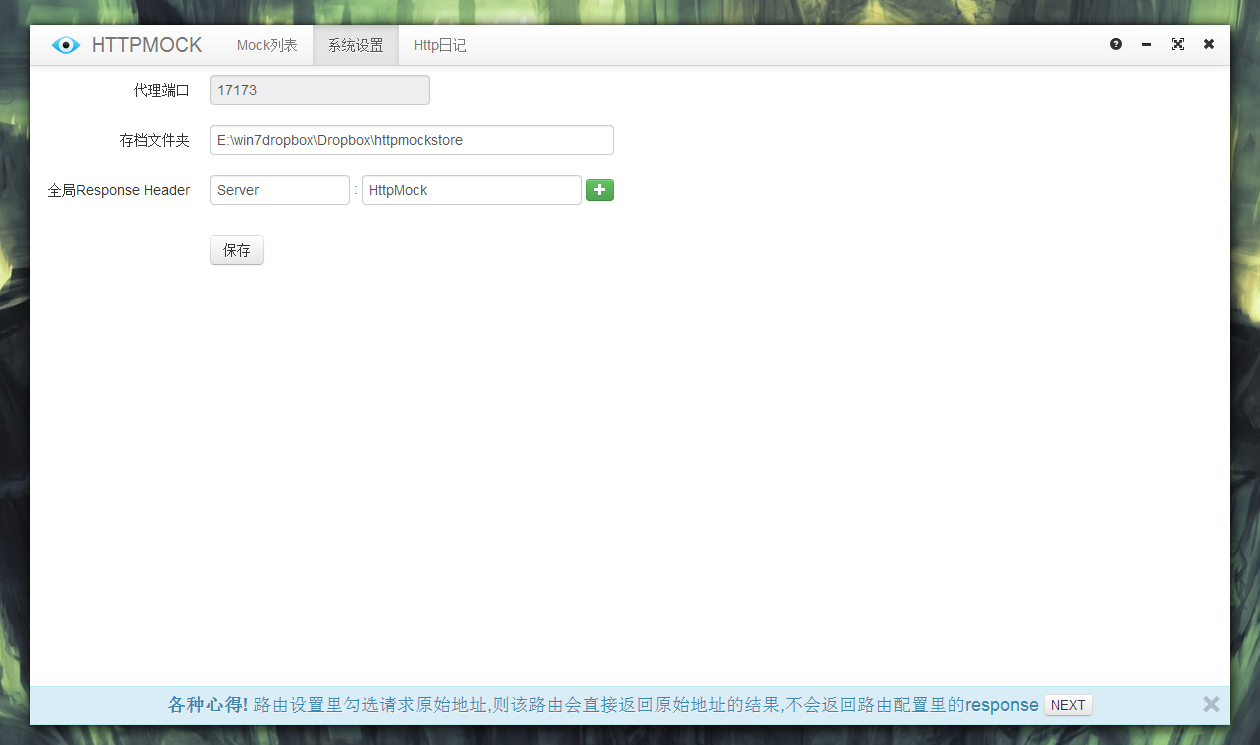 HTTPMOCK Mock列表 系统设置 Http日记
代理端口 17173
存档文件夹 E:\win7dropbox\Dropbox\httpmockstore
全局Response Header Server : HttpMock
保存
各种心得! 路由设置里勾选请求原始地址,则该路由会直接返回原始地址的结果,不会返回路由配置里的response NEXT